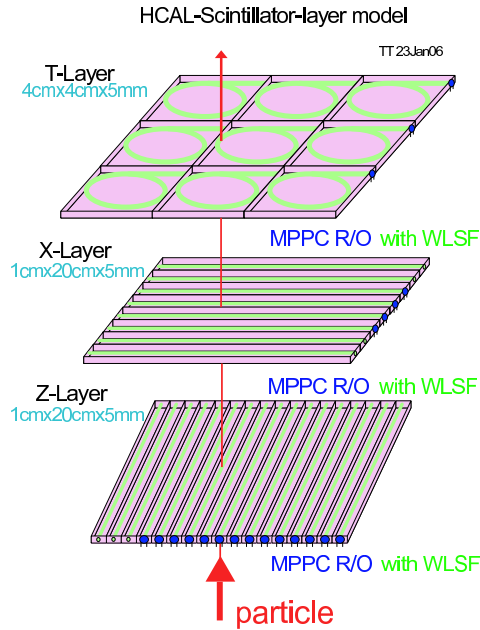 HCAL-Scintillator-layer model
TT 23Jan06
T-Layer
4cmx4cmx5mm
MPPC R/O with WLSF
X-Layer
1cmx20cmx5mm
MPPC R/O with WLSF
Z-Layer
1cmx20cmx5mm
MPPC R/O with WLSF
particle